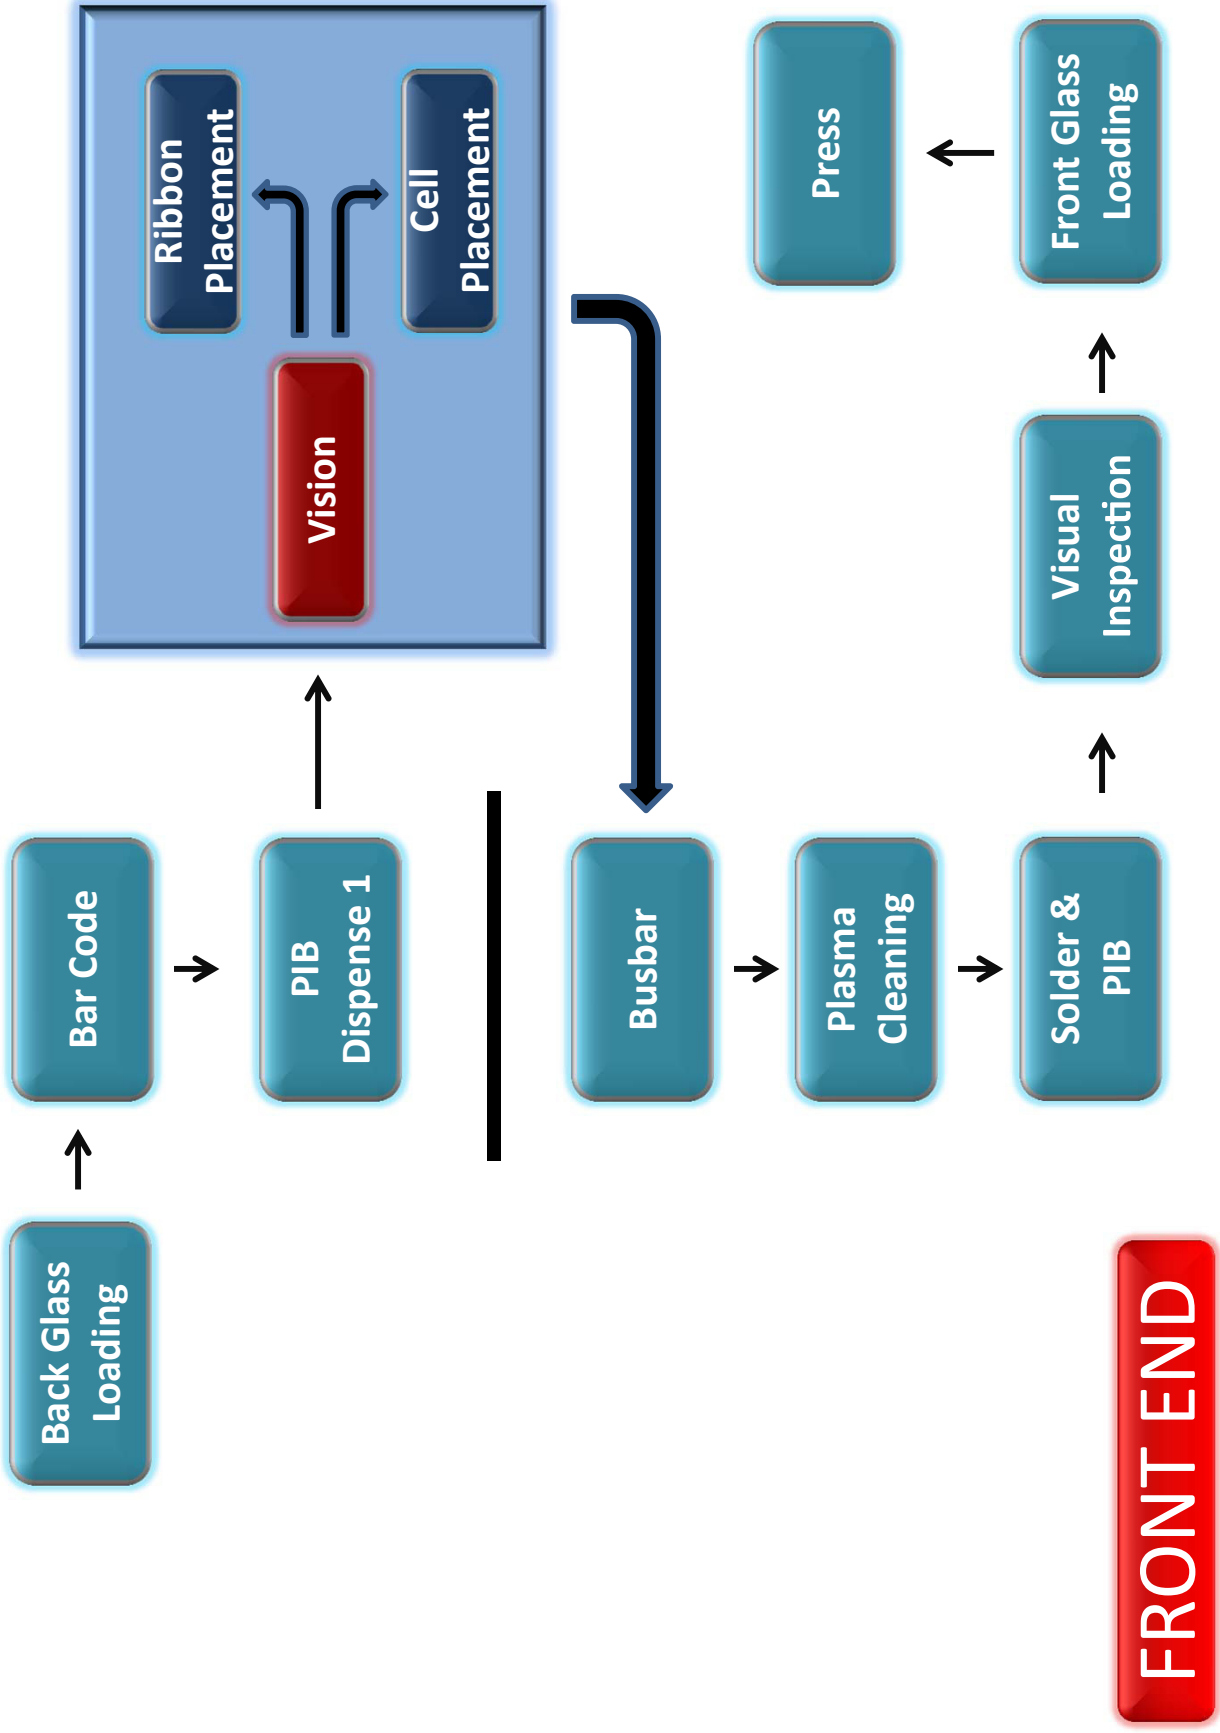 Back Glass
Loading
Bar Code
PIB
Dispense 1
Vision
Ribbon
Placement
Cell
Placement
Busbar
Plasma
Cleaning
Solder &
PIB
Visual
Inspection
Front Glass
Loading
Press
FRONT END